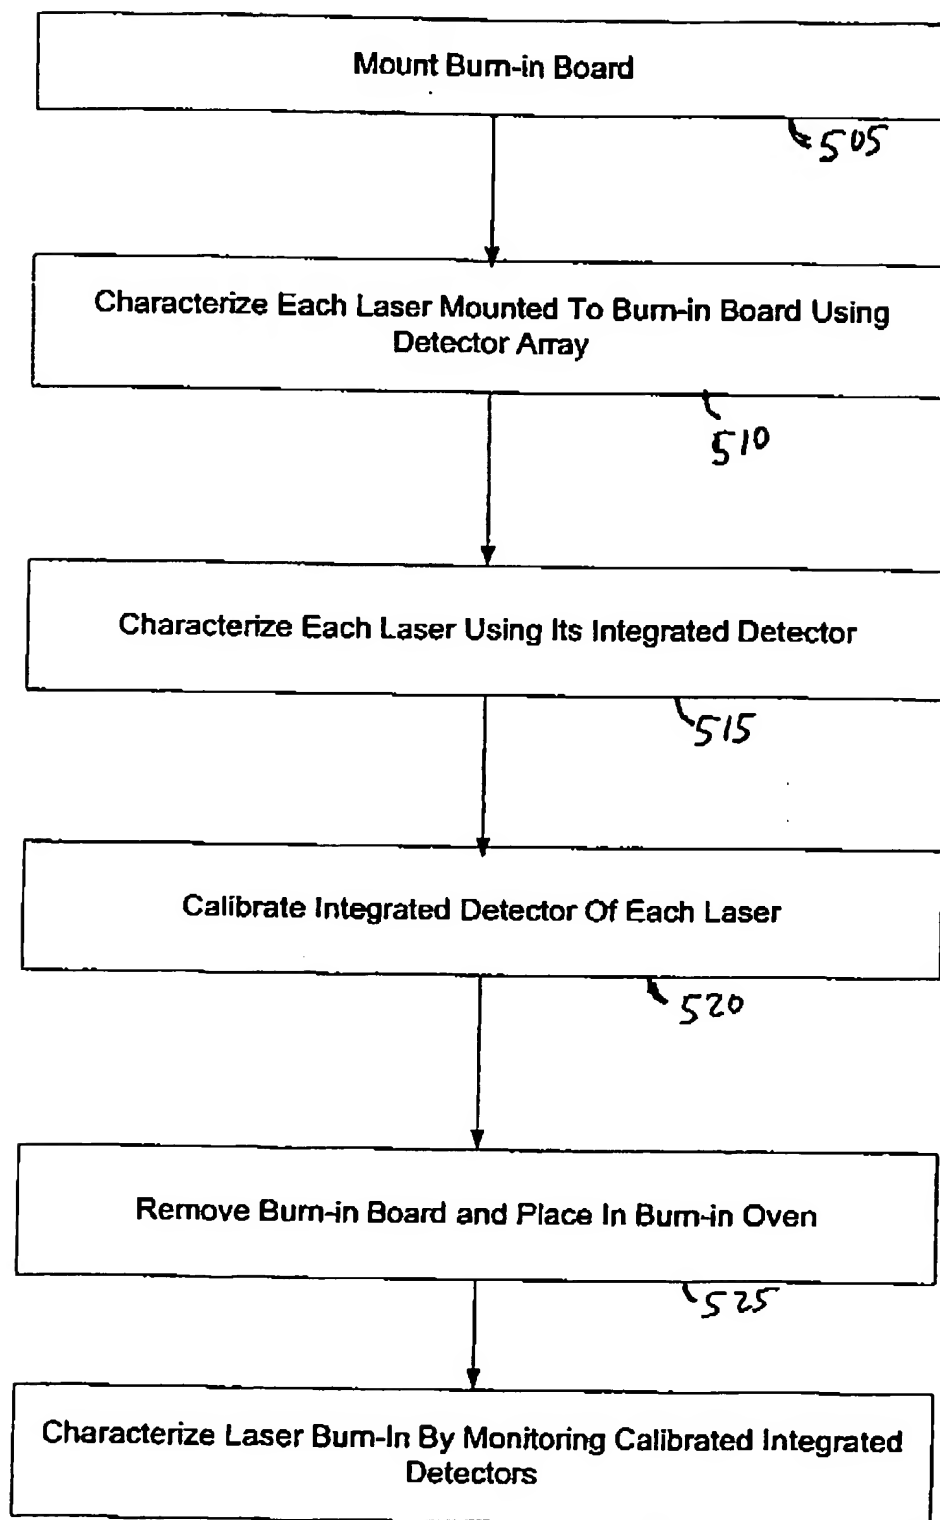 Mount Burn-in Board
505
Characterize Each Laser Mounted To Burn-in Board Using
Detector Array
510
Characterize Each Laser Using Its Integrated Detector
515
Calibrate Integrated Detector Of Each Laser
520
Remove Burn-in Board and Place In Burn-in Oven
525
Characterize Laser Burn-In By Monitoring Calibrated Integrated
Detectors